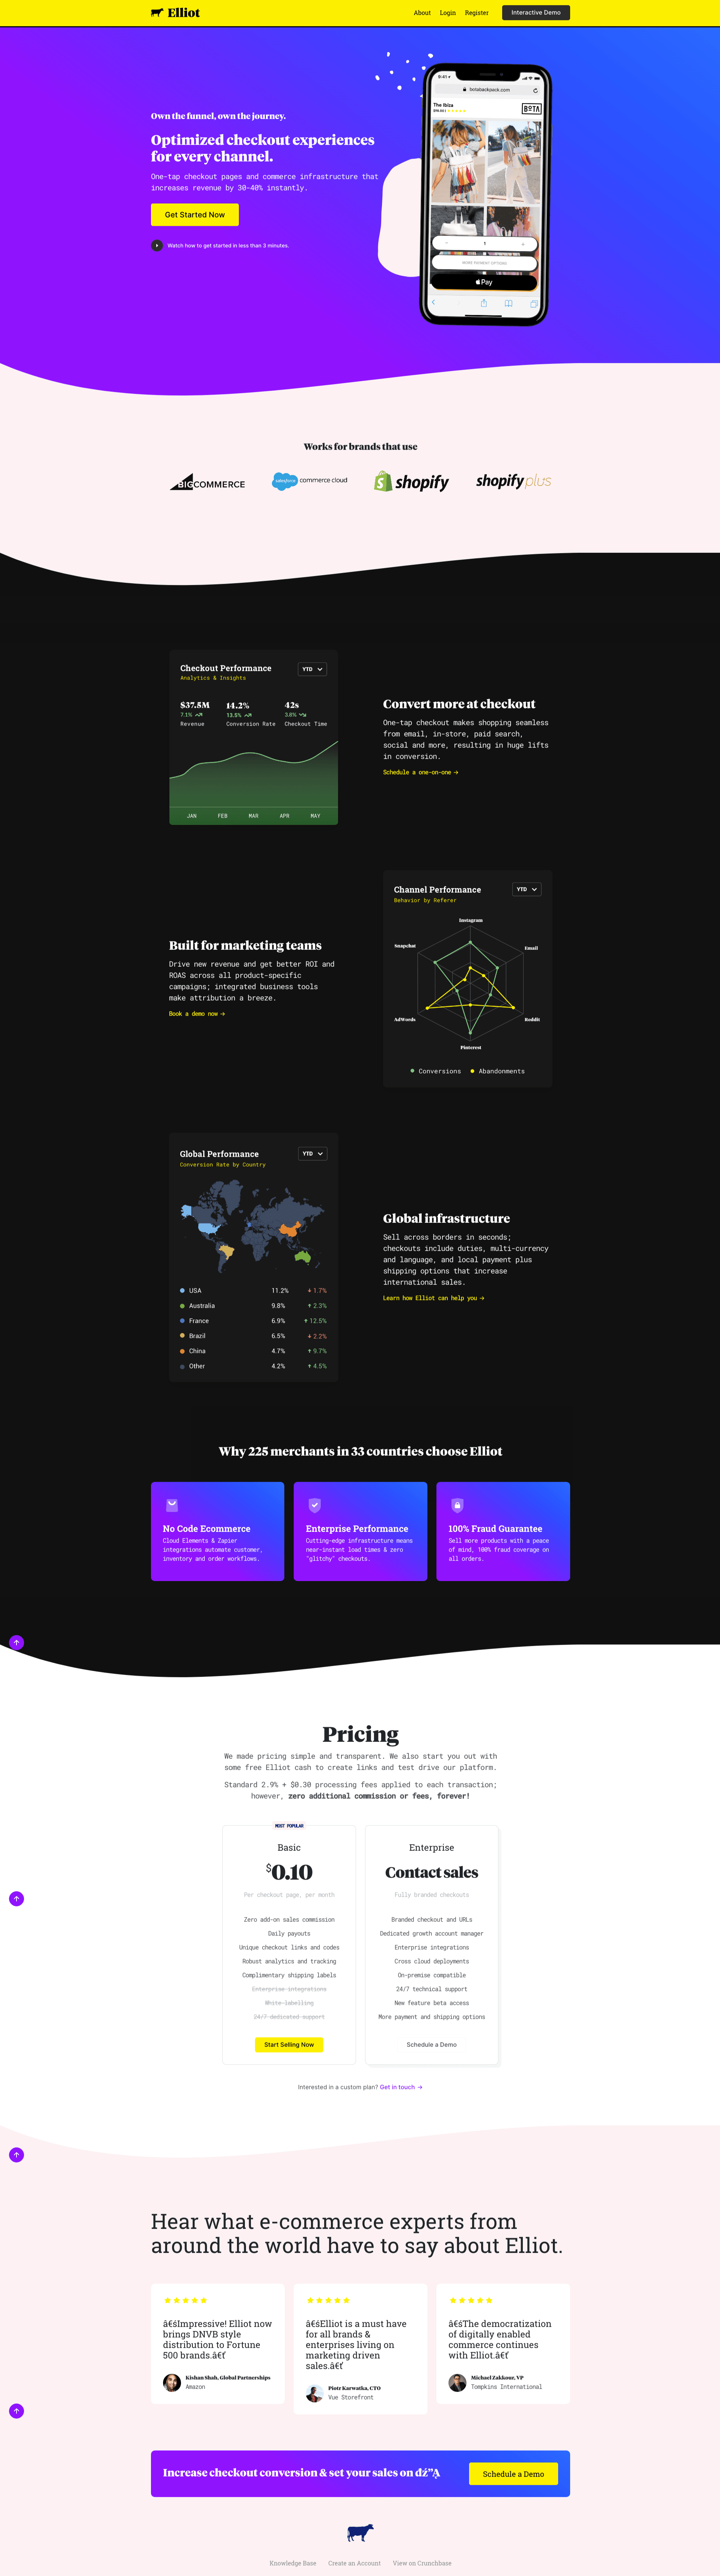 Elliot
About Login Register Interactive Demo
Own the funnel, own the journey.
Optimized checkout experiences
for every channel.
One-tap checkout pages and commerce infrastructure that
increases revenue by 30-40% instantly.
Get Started Now
Watch how to get started in less than 3 minutes.
9:41
botabackpack.com
The Ibiza
BOTA
1
Pay
Works for brands that use
BIGCOMMERCE
salesforce commerce cloud
shopify
shopify plus
Checkout Performance
Analytics & Insights
YTD
$37.5M 14.2% 42s
7.1% 13.5% 3.8%
Revenue Conversion Rate Checkout Time
JAN FEB MAR APR MAY
Convert more at checkout
One-tap checkout makes shopping seamless
from email, in-store, paid search,
social and more, resulting in huge lifts
in conversion.
Schedule a one-on-one →
Built for marketing teams
Drive new revenue and get better ROI and
ROAS across all product-specific
campaigns; integrated business tools
make attribution a breeze.
Book a demo now →
Channel Performance
Behavior by Referer
YTD
Instagram
Snapchat
Email
AdWords
Reddit
Pinterest
Conversions Abandonments
Global Performance
Conversion Rate by Country
YTD
USA 11.2% 1.7%
Australia 9.8% 2.3%
France 6.9% 12.5%
Brazil 6.5% 2.2%
China 4.7% 9.7%
Other 4.2% 4.5%
Global infrastructure
Sell across borders in seconds;
checkouts include duties, multi-currency
and language, and local payment plus
shipping options that increase
international sales.
Learn how Elliot can help you →
Why 225 merchants in 33 countries choose Elliot
No Code Ecommerce
Cloud Elements & Zapier
integrations automate customer,
inventory and order workflows.
Enterprise Performance
Cutting-edge infrastructure means
near-instant load times & zero
"glitchy" checkouts.
100% Fraud Guarantee
Sell more products with a peace
of mind, 100% fraud coverage on
all orders.
Pricing
We made pricing simple and transparent. We also start you out with
some free Elliot cash to create links and test drive our platform.
Standard 2.9% + $0.30 processing fees applied to each transaction;
however, zero additional commission or fees, forever!
MOST POPULAR
Basic
$0.10
Per checkout page, per month
Zero add-on sales commission
Daily payouts
Unique checkout links and codes
Robust analytics and tracking
Complimentary shipping labels
Enterprise integrations
White-labelling
24/7 dedicated support
Start Selling Now
Enterprise
Contact sales
Fully branded checkouts
Branded checkout and URLs
Dedicated growth account manager
Enterprise integrations
Cross cloud deployments
On-premise compatible
24/7 technical support
New feature beta access
More payment and shipping options
Schedule a Demo
Interested in a custom plan? Get in touch →
Hear what e-commerce experts from
around the world have to say about Elliot.
â€śImpressive! Elliot now
brings DNVB style
distribution to Fortune
500 brands.â€ť
Kishan Shah, Global Partnerships
Amazon
â€śElliot is a must have
for all brands &
enterprises living on
marketing driven
sales.â€ť
Piotr Karwatka, CTO
Vue Storefront
â€śThe democratization
of digitally enabled
commerce continues
with Elliot.â€ť
Michael Zakkour, VP
Tompkins International
Increase checkout conversion & set your sales on đź”Ą
Schedule a Demo
Knowledge Base Create an Account View on Crunchbase